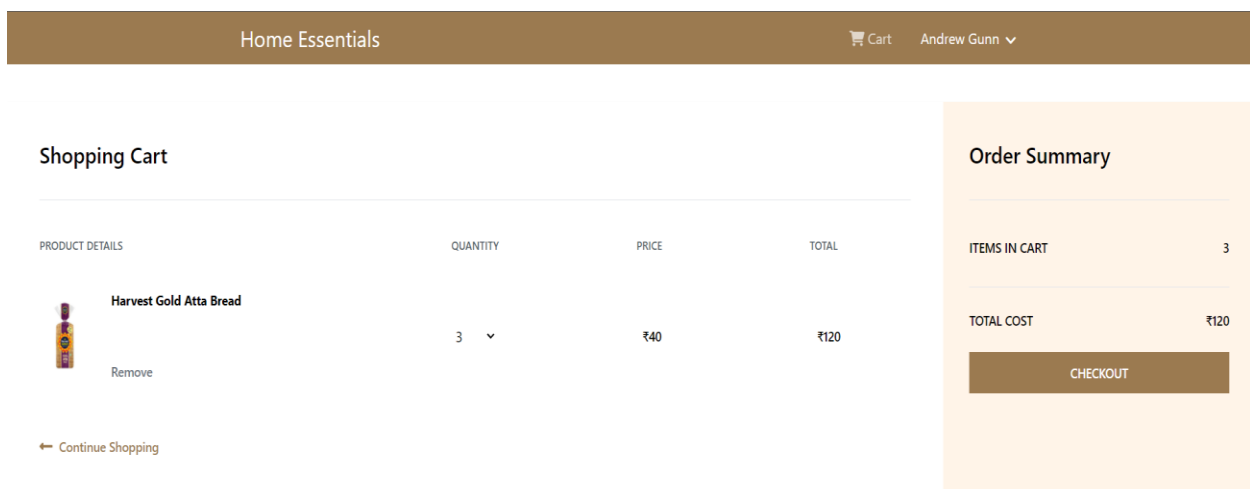 Home Essentials Cart Andrew Gunn
Shopping Cart
PRODUCT DETAILS QUANTITY PRICE TOTAL
Harvest Gold Atta Bread
3 ₹40 ₹120
Remove
Continue Shopping
Order Summary
ITEMS IN CART 3
TOTAL COST ₹120
CHECKOUT